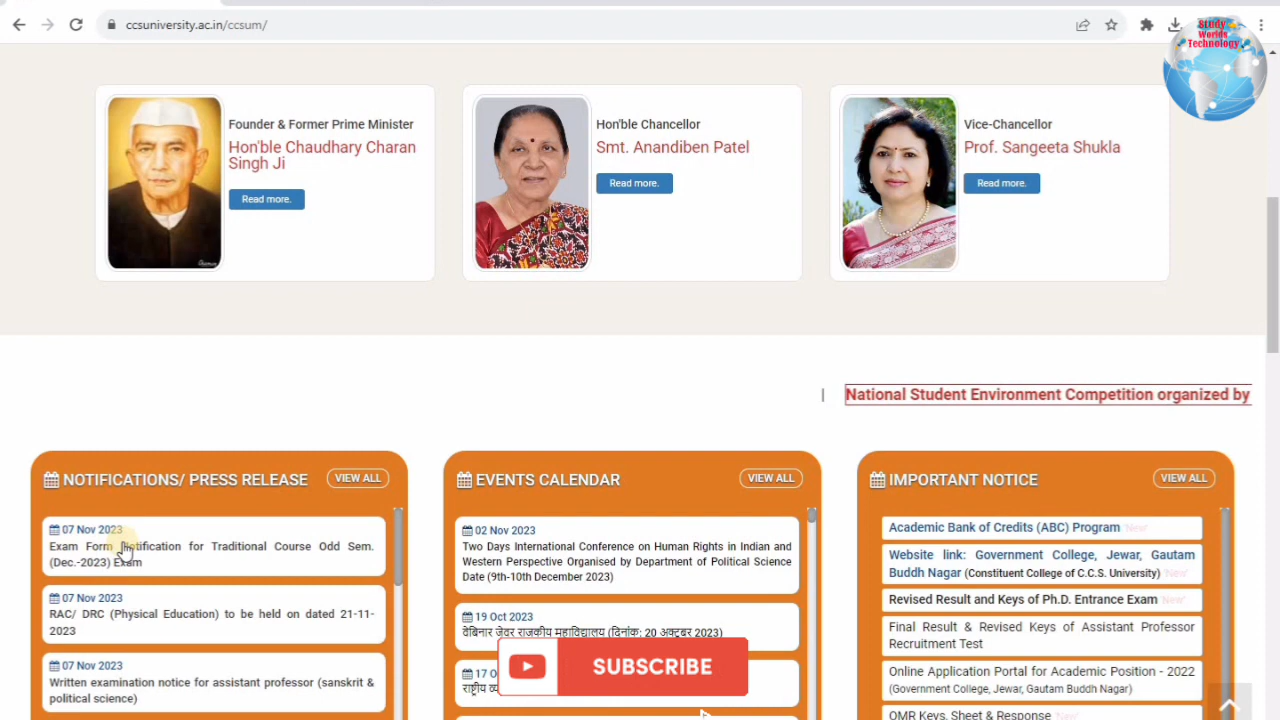 ccsuniversity.ac.in/ccsum/
Study
Worlds
Technology
Founder & Former Prime Minister
Hon'ble Chaudhary Charan
Singh Ji
Read more.
Hon'ble Chancellor
Smt. Anandiben Patel
Read more.
Vice-Chancellor
Prof. Sangeeta Shukla
Read more.
| National Student Environment Competition organized by
NOTIFICATIONS/ PRESS RELEASE
VIEW ALL
07 Nov 2023
Exam Form Notification for Traditional Course Odd Sem.
(Dec.-2023) Exam
07 Nov 2023
RAC/ DRC (Physical Education) to be held on dated 21-11-
2023
07 Nov 2023
Written examination notice for assistant professor (sanskrit &
political science)
EVENTS CALENDAR
VIEW ALL
02 Nov 2023
Two Days International Conference on Human Rights in Indian and
Western Perspective Organised by Department of Political Science
Date (9th-10th December 2023)
19 Oct 2023
वेबिनार जेवर राजकीय महाविद्यालय (दिनांक: 20 अक्टूबर 2023)
SUBSCRIBE
IMPORTANT NOTICE
VIEW ALL
Academic Bank of Credits (ABC) Program 'New'
Website link: Government College, Jewar, Gautam
Buddh Nagar (Constituent College of C.C.S. University) 'New'
Revised Result and Keys of Ph.D. Entrance Exam 'New'
Final Result & Revised Keys of Assistant Professor
Recruitment Test
Online Application Portal for Academic Position - 2022
(Government College, Jewar, Gautam Buddh Nagar)
OMR Keys, Sheet & Response 'New'